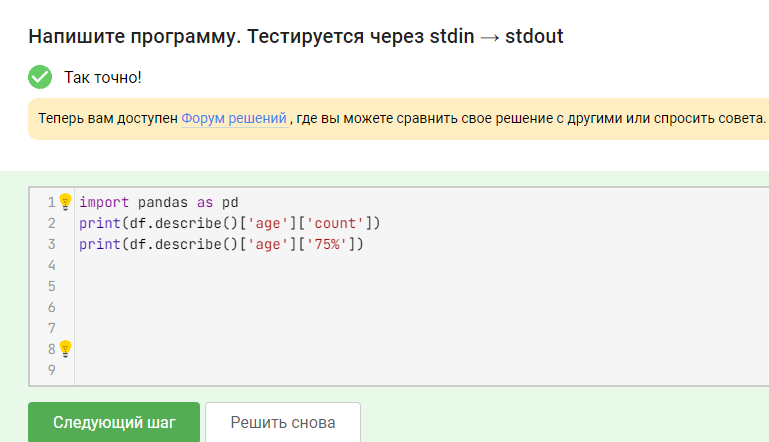 Напишите программу. Тестируется через stdin → stdout
Так точно!
Теперь вам доступен Форум решений , где вы можете сравнить свое решение с другими или спросить совета.
1 import pandas as pd
2 print(df.describe()['age']['count'])
3 print(df.describe()['age']['75%'])
4
5
6
7
8
9
Следующий шаг
Решить снова